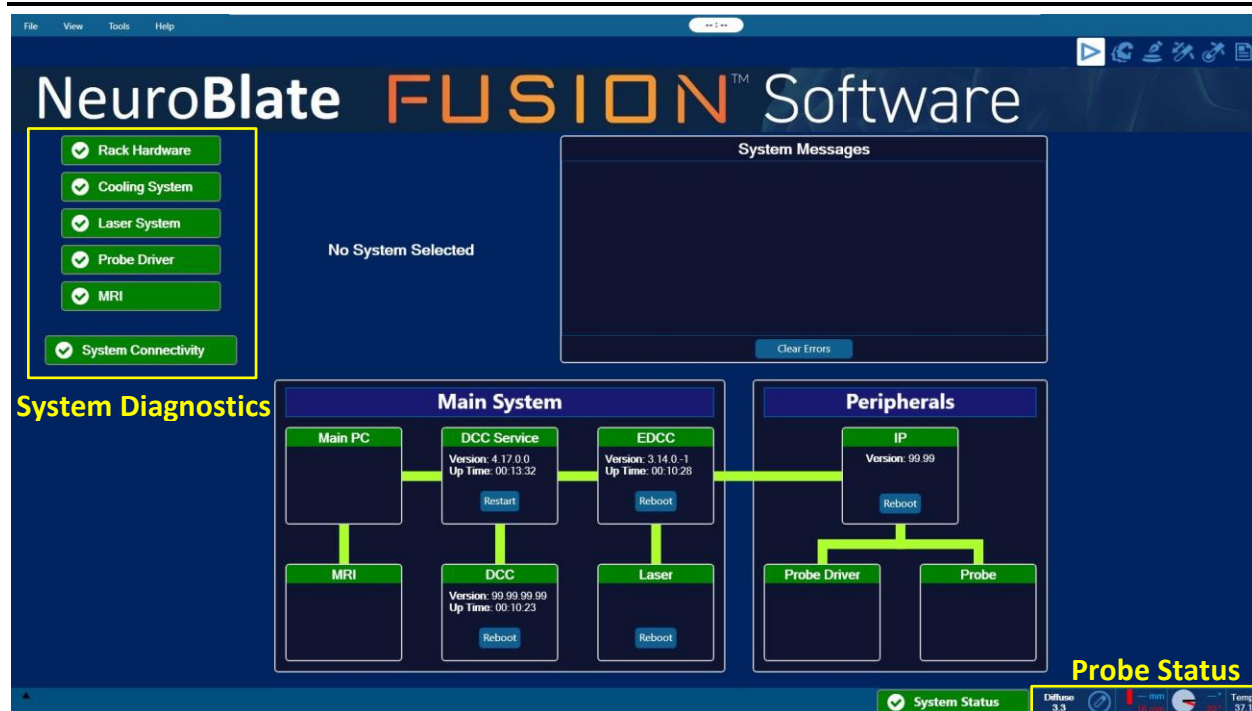 File View Tools Help
-- : --
NeuroBlate FUSION™ Software
Rack Hardware
Cooling System
Laser System
Probe Driver
MRI
System Connectivity
System Diagnostics
No System Selected
System Messages
Clear Errors
Main System
Main PC
DCC Service
Version: 4.17.0.0
Up Time: 00:13:32
Restart
EDCC
Version: 3.14.0.-1
Up Time: 00:10:28
Reboot
MRI
DCC
Version: 99.99.99.99
Up Time: 00:10:23
Reboot
Laser
Reboot
Peripherals
IP
Version: 99.99
Reboot
Probe Driver
Probe
Probe Status
System Status
Diffuse
3.3
-- mm
--°
Temp
37.1